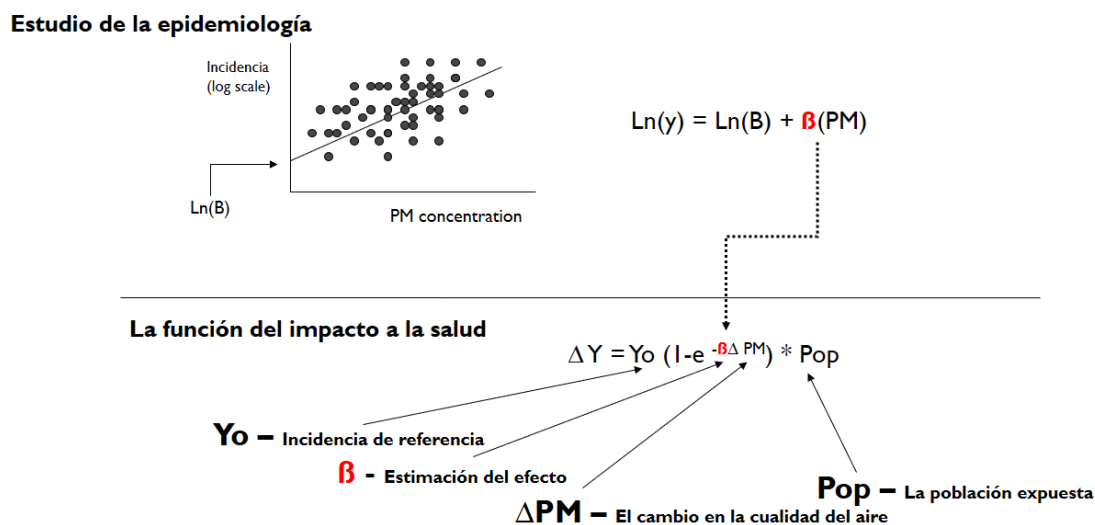 Estudio de la epidemiología
Incidencia
(log scale)
Ln(y) = Ln(B) + ß(PM)
Ln(B)
PM concentration
La función del impacto a la salud
Δ Y = Yo (1-e -ßΔ PM) * Pop
Yo – Incidencia de referencia
ß - Estimación del efecto
Pop – La población expuesta
ΔPM – El cambio en la cualidad del aire